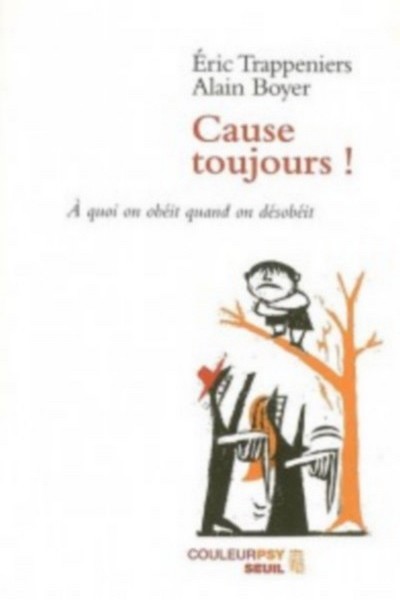 Éric Trappeniers
Alain Boyer
Cause
toujours !
À quoi on obéit quand on désobéit
COULEURPSY
SEUIL